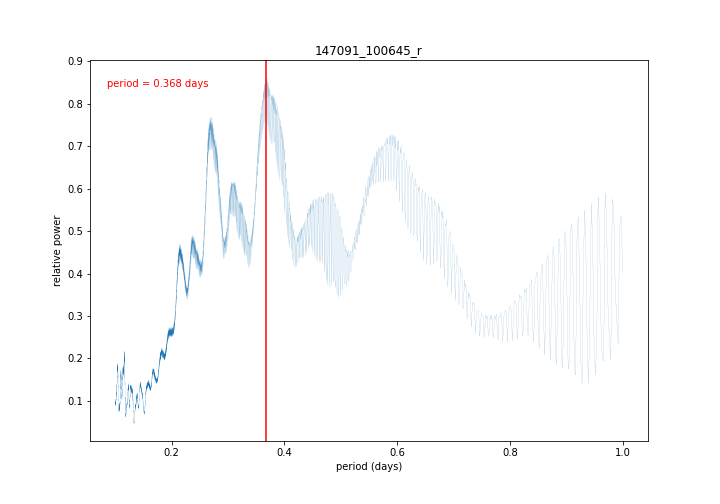 147091_100645_r
period = 0.368 days
relative power
0.9
0.8
0.7
0.6
0.5
0.4
0.3
0.2
0.1
0.2 0.4 0.6 0.8 1.0
period (days)